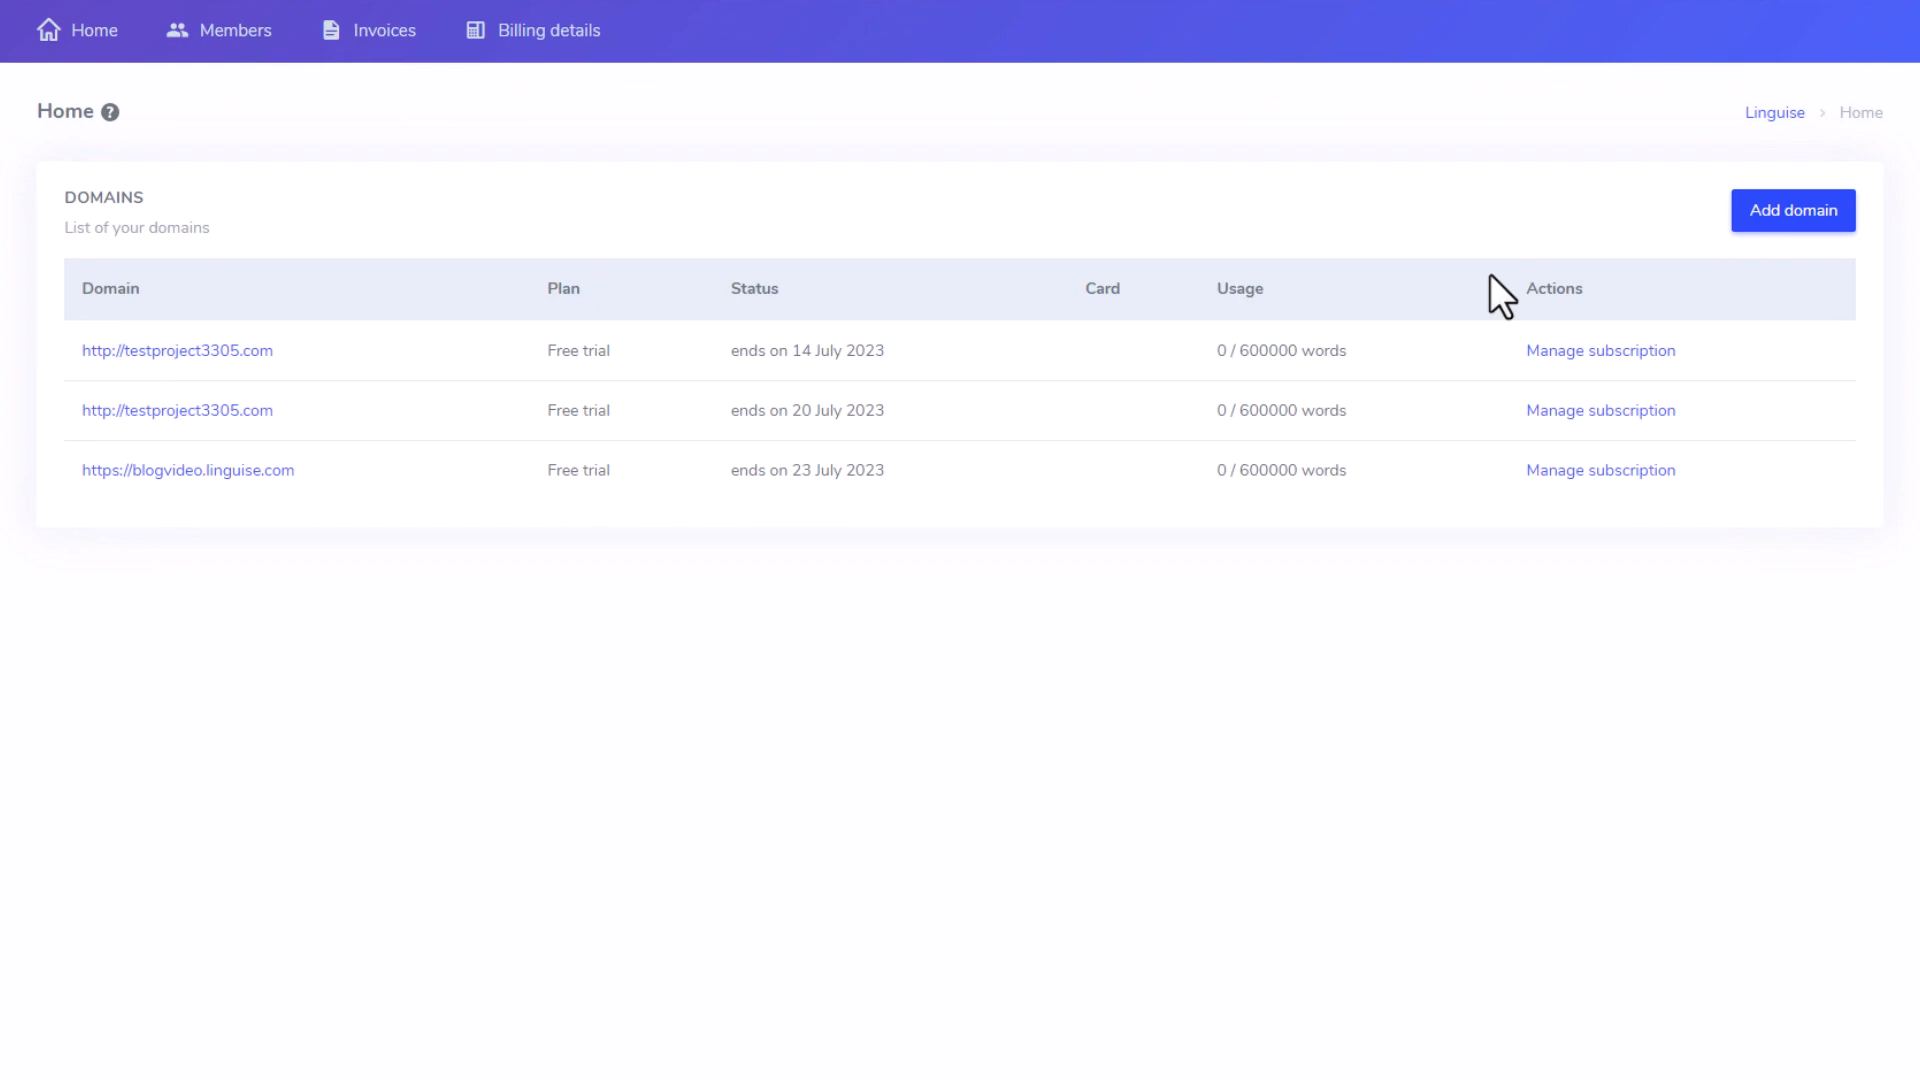 Home Members Invoices Billing details
Home ?
Linguise > Home
DOMAINS
List of your domains
Add domain
Domain Plan Status Card Usage Actions
http://testproject3305.com Free trial ends on 14 July 2023 0 / 600000 words Manage subscription
http://testproject3305.com Free trial ends on 20 July 2023 0 / 600000 words Manage subscription
https://blogvideo.linguise.com Free trial ends on 23 July 2023 0 / 600000 words Manage subscription